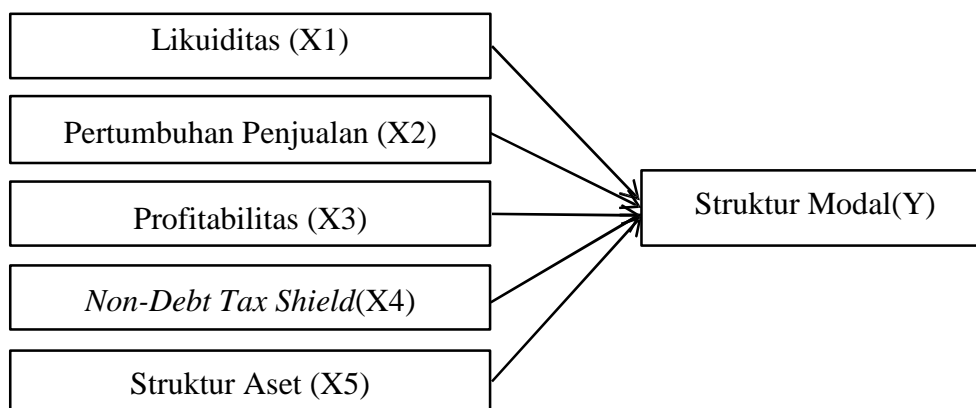 Likuiditas (X1)
Pertumbuhan Penjualan (X2)
Profitabilitas (X3)
Non-Debt Tax Shield(X4)
Struktur Aset (X5)
Struktur Modal(Y)